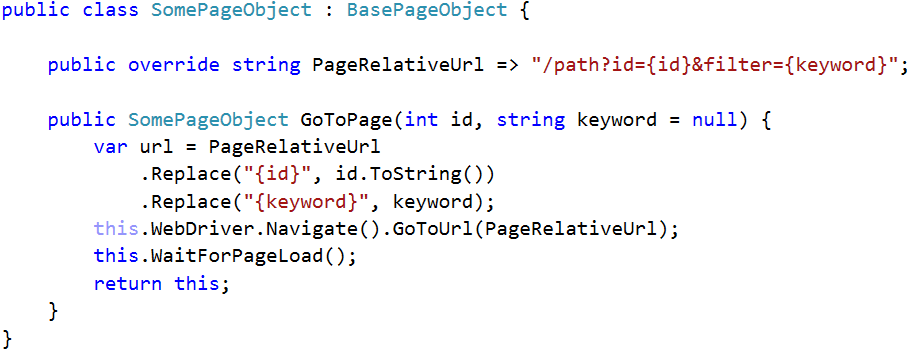 public class SomePageObject : BasePageObject {
public override string PageRelativeUrl => "/path?id={id}&filter={keyword}";
public SomePageObject GoToPage(int id, string keyword = null) {
var url = PageRelativeUrl
.Replace("{id}", id.ToString())
.Replace("{keyword}", keyword);
this.WebDriver.Navigate().GoToUrl(PageRelativeUrl);
this.WaitForPageLoad();
return this;
}
}